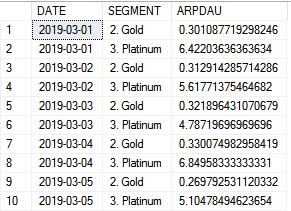 DATE SEGMENT ARPDAU
1 2019-03-01 2. Gold 0.301087719298246
2 2019-03-01 3. Platinum 6.42203636363634
3 2019-03-02 2. Gold 0.312914285714286
4 2019-03-02 3. Platinum 5.61771375464682
5 2019-03-03 2. Gold 0.321896431070679
6 2019-03-03 3. Platinum 4.78719696969696
7 2019-03-04 2. Gold 0.330074982958419
8 2019-03-04 3. Platinum 6.84958333333331
9 2019-03-05 2. Gold 0.269792531120332
10 2019-03-05 3. Platinum 5.10478494623654